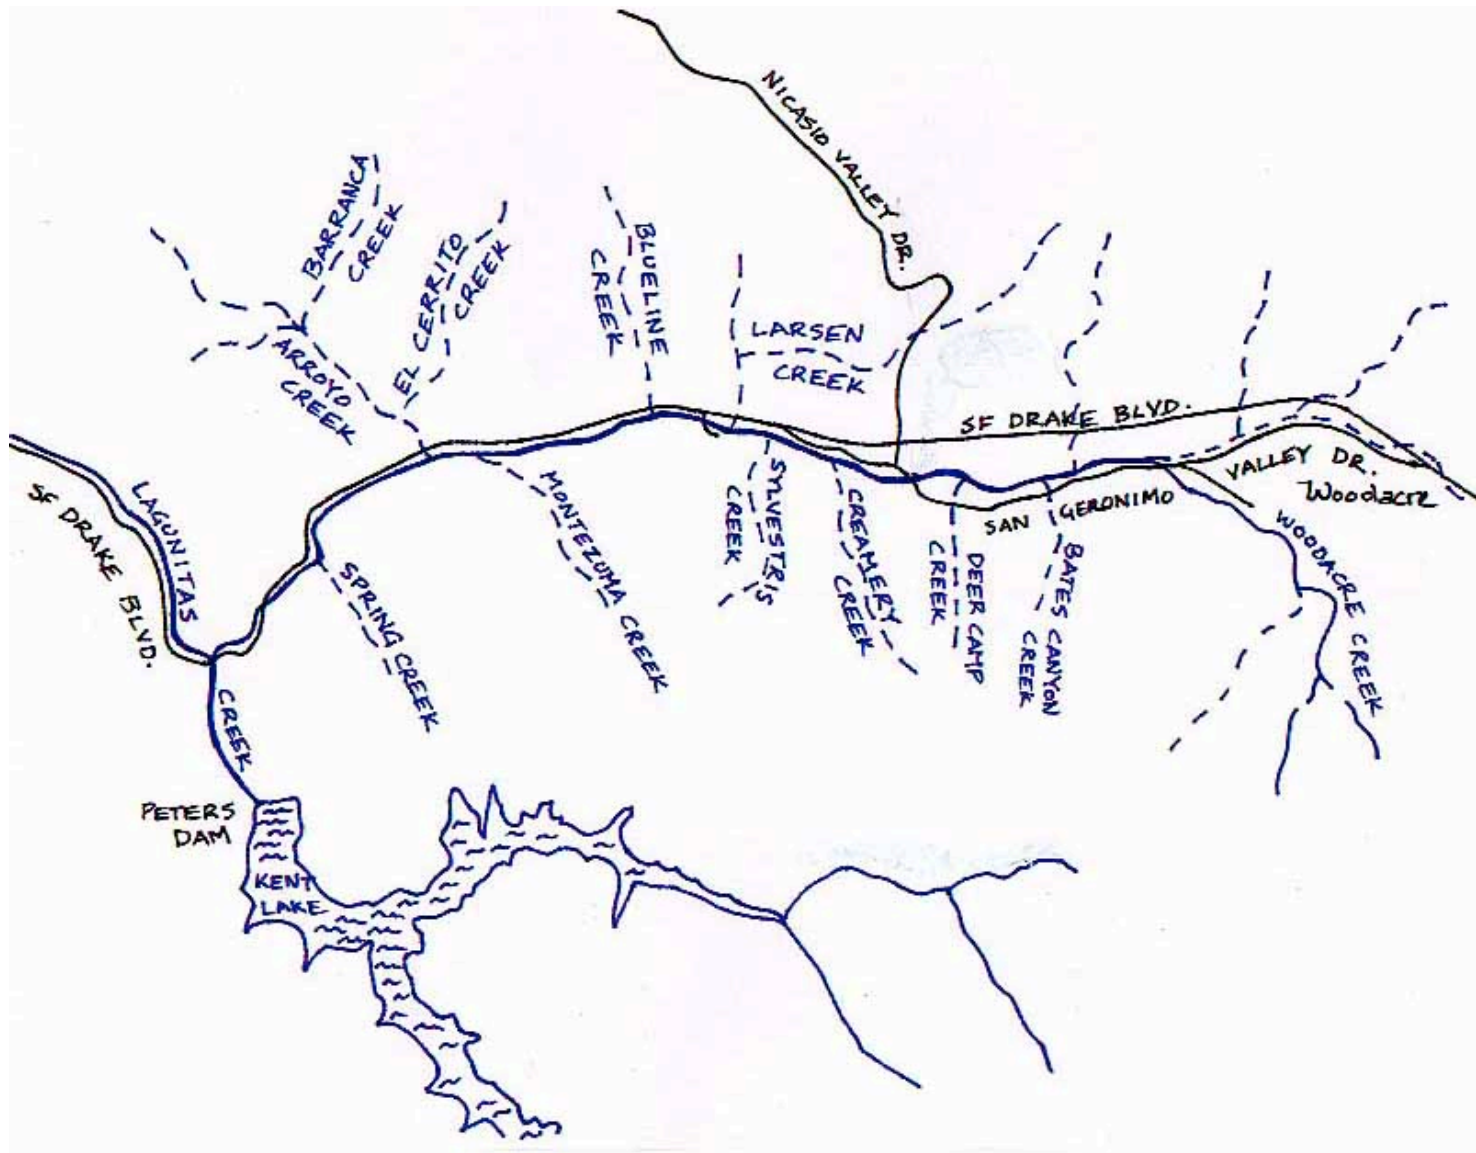 NICASIO VALLEY DR.
BARRANCA
CREEK
EL CERRITO
CREEK
BLUELINE
CREEK
LARSEN
CREEK
ARROYO
CREEK
SF DRAKE BLVD.
VALLEY DR.
Woodacre
SAN GERONIMO
LAGUNITAS
CREEK
SF DRAKE BLVD.
MONTEZUMA CREEK
SYLVESTRIS
CREEK
CREAMERY
CREEK
DEER CAMP
CREEK
BATES CANYON
CREEK
WOODACRE CREEK
SPRING CREEK
PETERS
DAM
KENT
LAKE